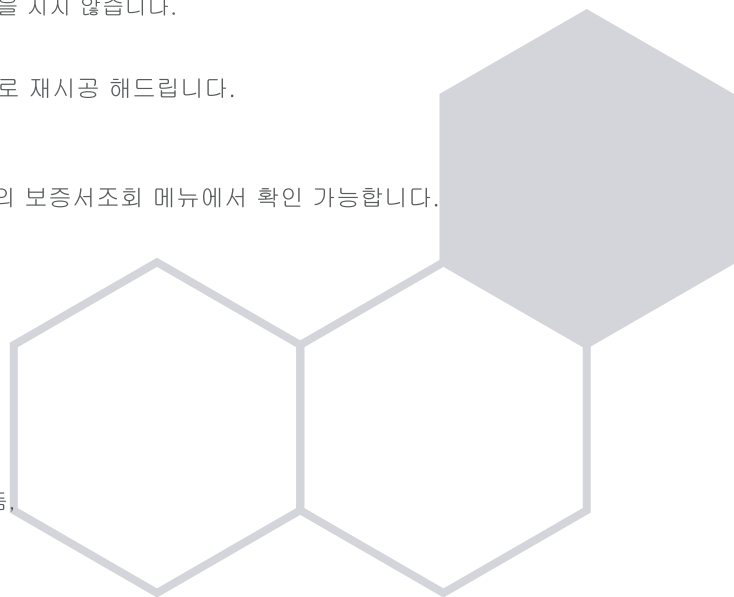 을 지지 않습니다.
로 재시공 해드립니다.
의 보증서조회 메뉴에서 확인 가능합니다.